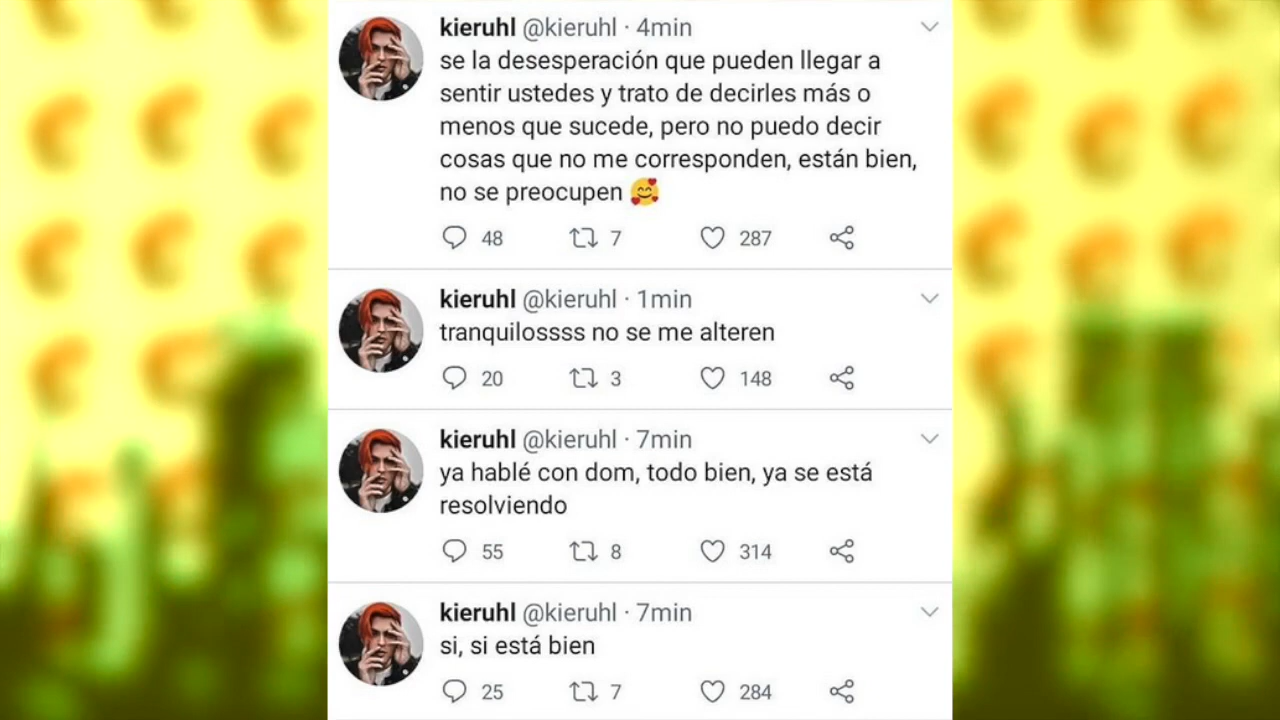 kieruhl @kieruhl · 4min
se la desesperación que pueden llegar a
sentir ustedes y trato de decirles más o
menos que sucede, pero no puedo decir
cosas que no me corresponden, están bien,
no se preocupen 🥰
48 7 287
kieruhl @kieruhl · 1min
tranquilossss no se me alteren
20 3 148
kieruhl @kieruhl · 7min
ya hablé con dom, todo bien, ya se está
resolviendo
55 8 314
kieruhl @kieruhl · 7min
si, si está bien
25 7 284